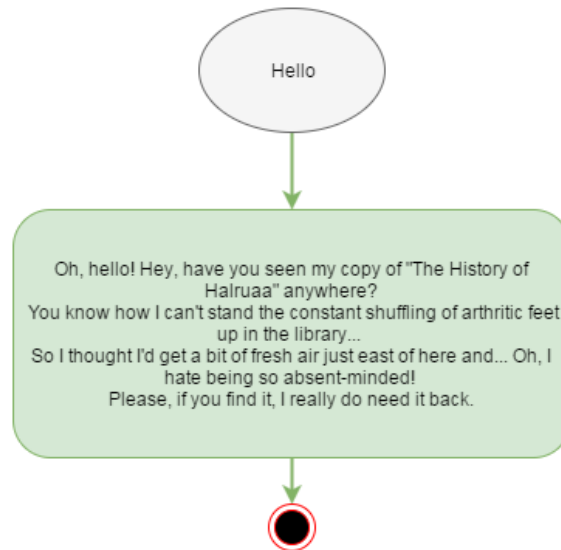 Hello
Oh, hello! Hey, have you seen my copy of "The History of
Halruaa" anywhere?
You know how I can't stand the constant shuffling of arthritic feet
up in the library...
So I thought I'd get a bit of fresh air just east of here and... Oh, I
hate being so absent-minded!
Please, if you find it, I really do need it back.